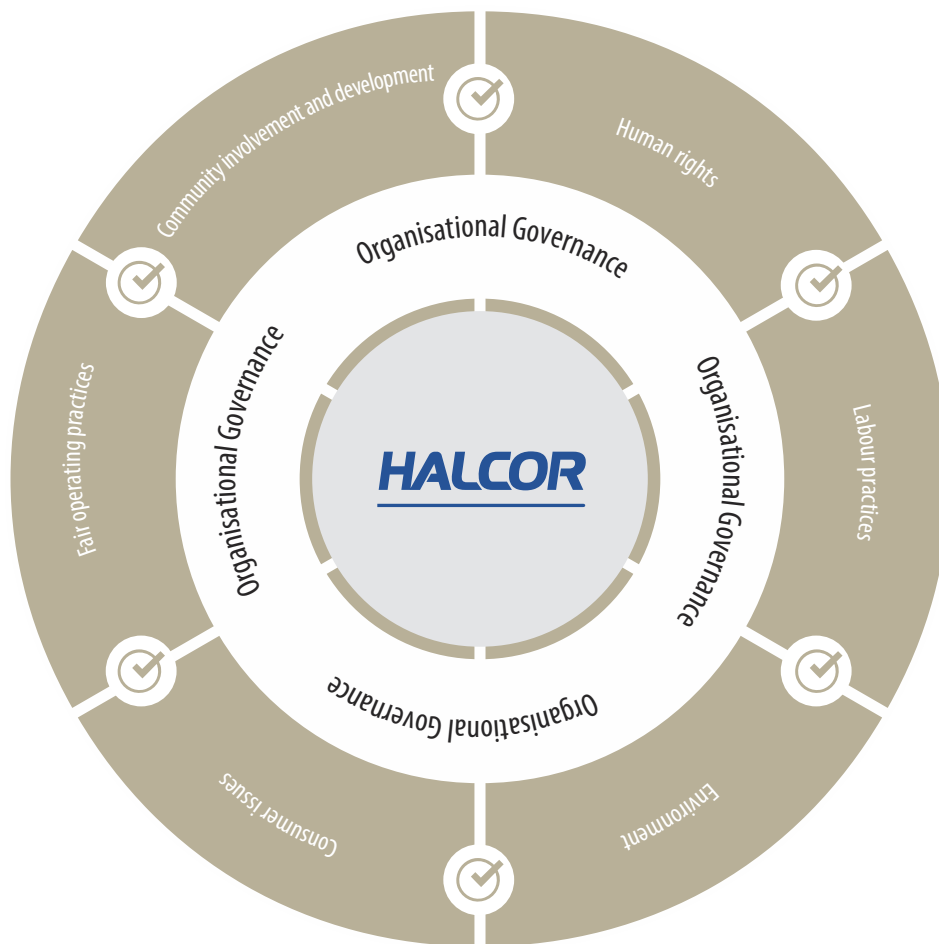 Community involvement and development
Human rights
Organisational Governance
Organisational Governance
Organisational Governance
Fair operating practices
Labour practices
HALCOR
Organisational Governance
Consumer issues
Environment